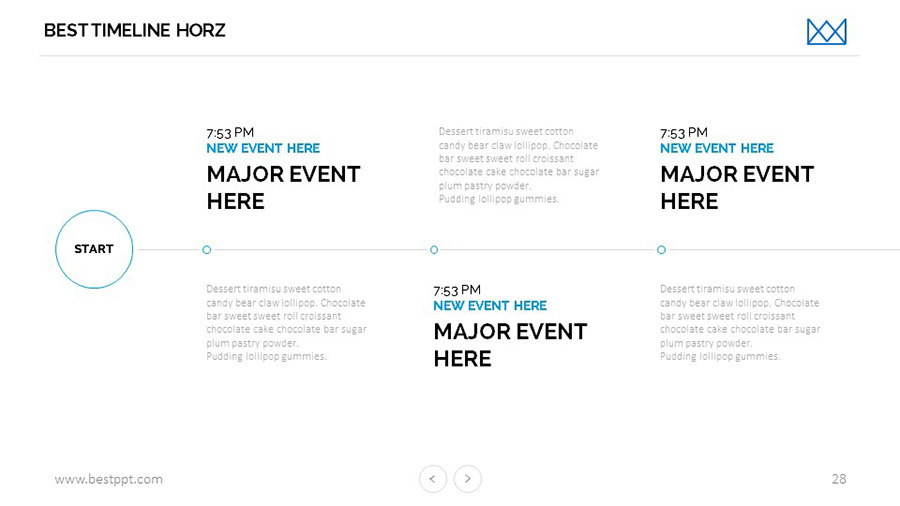 BEST TIMELINE HORZ
7:53 PM
NEW EVENT HERE
MAJOR EVENT
HERE
Dessert tiramisu sweet cotton
candy bear claw lollipop. Chocolate
bar sweet sweet roll croissant
chocolate cake chocolate bar sugar
plum pastry powder.
Pudding lollipop gummies.
7:53 PM
NEW EVENT HERE
MAJOR EVENT
HERE
START
Dessert tiramisu sweet cotton
candy bear claw lollipop. Chocolate
bar sweet sweet roll croissant
chocolate cake chocolate bar sugar
plum pastry powder.
Pudding lollipop gummies.
7:53 PM
NEW EVENT HERE
MAJOR EVENT
HERE
Dessert tiramisu sweet cotton
candy bear claw lollipop. Chocolate
bar sweet sweet roll croissant
chocolate cake chocolate bar sugar
plum pastry powder.
Pudding lollipop gummies.
www.bestppt.com
28